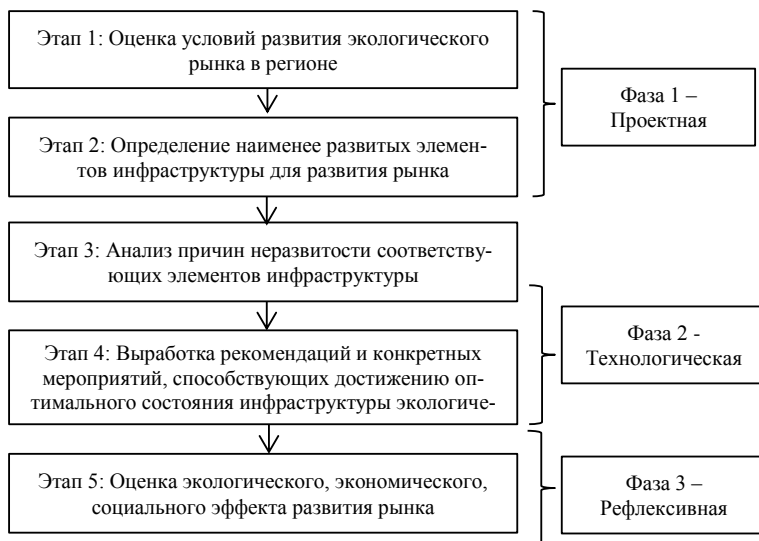 Этап 1: Оценка условий развития экологического
рынка в регионе
Фаза 1 –
Проектная
Этап 2: Определение наименее развитых элемен-
тов инфраструктуры для развития рынка
Этап 3: Анализ причин неразвитости соответству-
ющих элементов инфраструктуры
Фаза 2 -
Технологическая
Этап 4: Выработка рекомендаций и конкретных
мероприятий, способствующих достижению оп-
тимального состояния инфраструктуры экологиче-
Этап 5: Оценка экологического, экономического,
социального эффекта развития рынка
Фаза 3 –
Рефлексивная